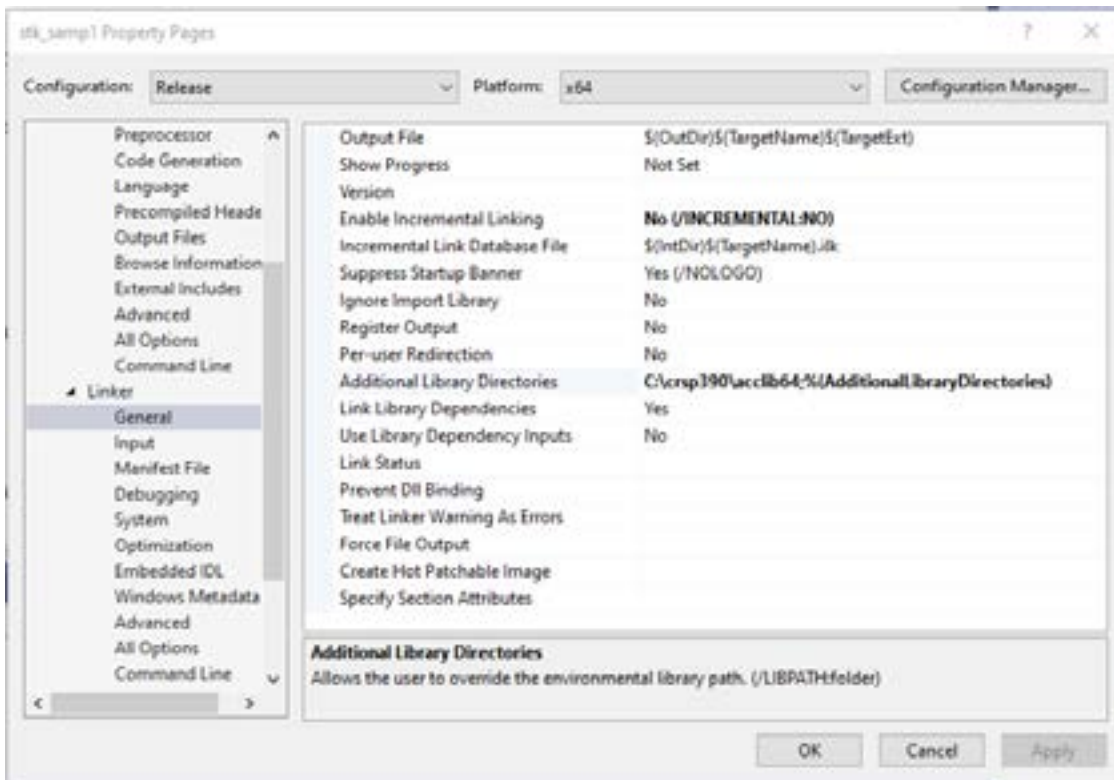 stk_samp1 Property Pages
? ×
Configuration: Release
Platform: x64
Configuration Manager...
Preprocessor
Code Generation
Language
Precompiled Heade
Output Files
Browse Information
External Includes
Advanced
All Options
Command Line
Linker
General
Input
Manifest File
Debugging
System
Optimization
Embedded IDL
Windows Metadata
Advanced
All Options
Command Line
Output File $(OutDir)$(TargetName)$(TargetExt)
Show Progress Not Set
Version
Enable Incremental Linking No (/INCREMENTAL:NO)
Incremental Link Database File $(IntDir)$(TargetName).ilk
Suppress Startup Banner Yes (/NOLOGO)
Ignore Import Library No
Register Output No
Per-user Redirection No
Additional Library Directories C:\crsp390\acclib64;%(AdditionalLibraryDirectories)
Link Library Dependencies Yes
Use Library Dependency Inputs No
Link Status
Prevent Dll Binding
Treat Linker Warning As Errors
Force File Output
Create Hot Patchable Image
Specify Section Attributes
Additional Library Directories
Allows the user to override the environmental library path. (/LIBPATH:folder)
OK Cancel Apply